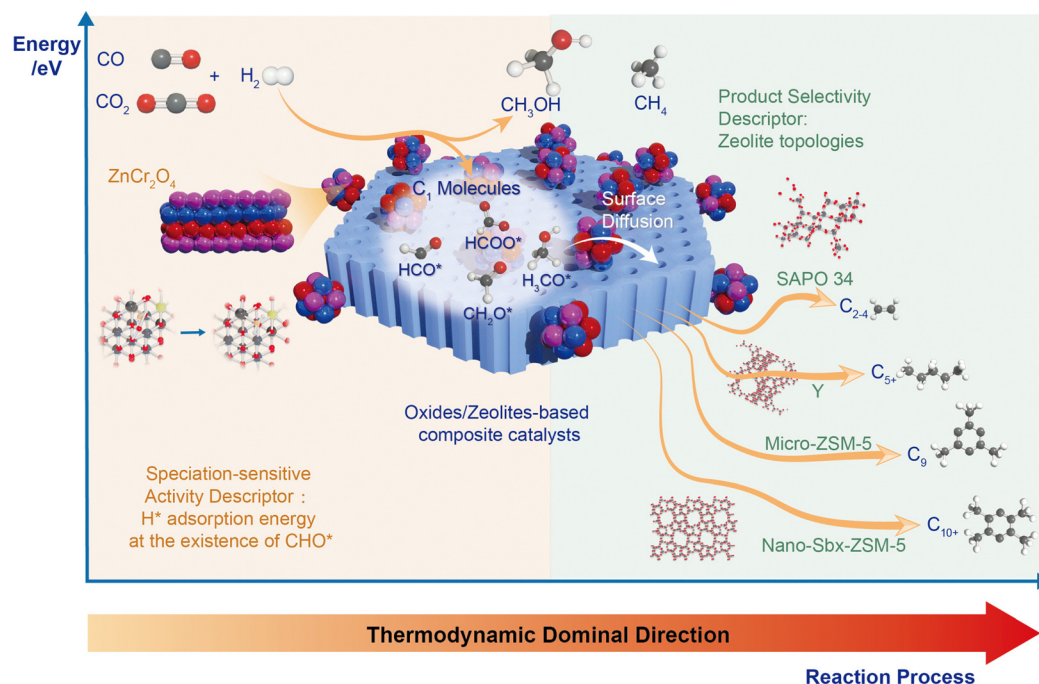 Energy
/eV
CO
+ H₂
CO₂
CH₃OH
CH₄
Product Selectivity
Descriptor:
Zeolite topologies
ZnCr₂O₄
C₁ Molecules
HCOO*
HCO*
H₃CO*
CH₂O*
Surface
Diffusion
SAPO 34
C₂₋₄
Y
C₅₊
Micro-ZSM-5
C₉
Nano-Sbx-ZSM-5
C₁₀₊
Oxides/Zeolites-based
composite catalysts
Speciation-sensitive
Activity Descriptor :
H* adsorption energy
at the existence of CHO*
Thermodynamic Dominal Direction
Reaction Process